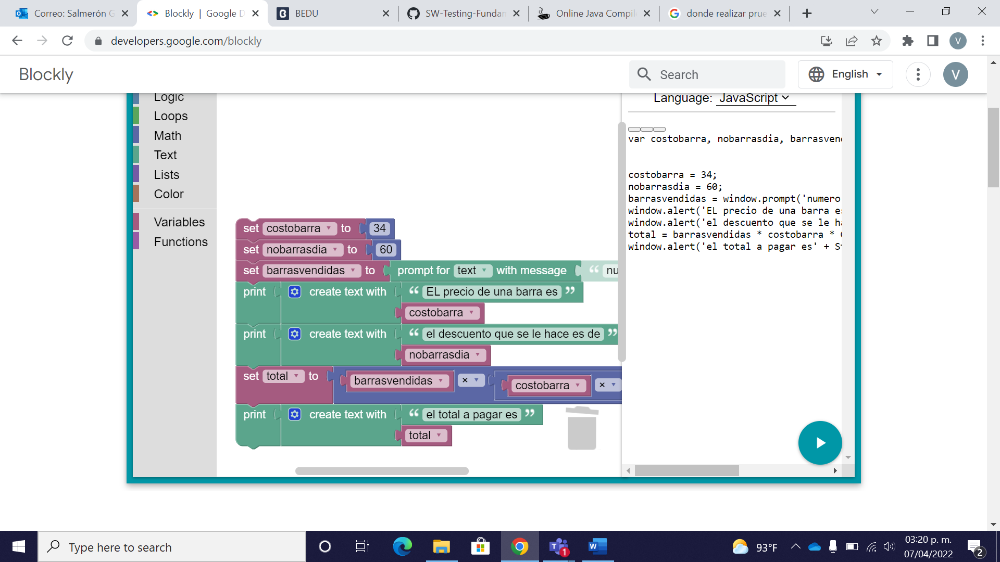 Correo: Salmerón G
Blockly | Google D
BEDU
SW-Testing-Fundam
Online Java Compile
donde realizar prue
developers.google.com/blockly
V
Blockly
Search
English
V
Logic
Loops
Math
Text
Lists
Color
Variables
Functions
set costobarra to 34
set nobarrasdia to 60
set barrasvendidas to prompt for text with message “ nu
print create text with “ EL precio de una barra es ”
costobarra
print create text with “ el descuento que se le hace es de ”
nobarrasdia
set total to barrasvendidas × costobarra ×
print create text with “ el total a pagar es ”
total
Language: JavaScript
var costobarra, nobarrasdia, barrasven
costobarra = 34;
nobarrasdia = 60;
barrasvendidas = window.prompt('numero
window.alert('EL precio de una barra e
window.alert('el descuento que se le h
total = barrasvendidas * costobarra *
window.alert('el total a pagar es' + S
Type here to search
T
1
W
93°F
03:20 p. m.
07/04/2022
2